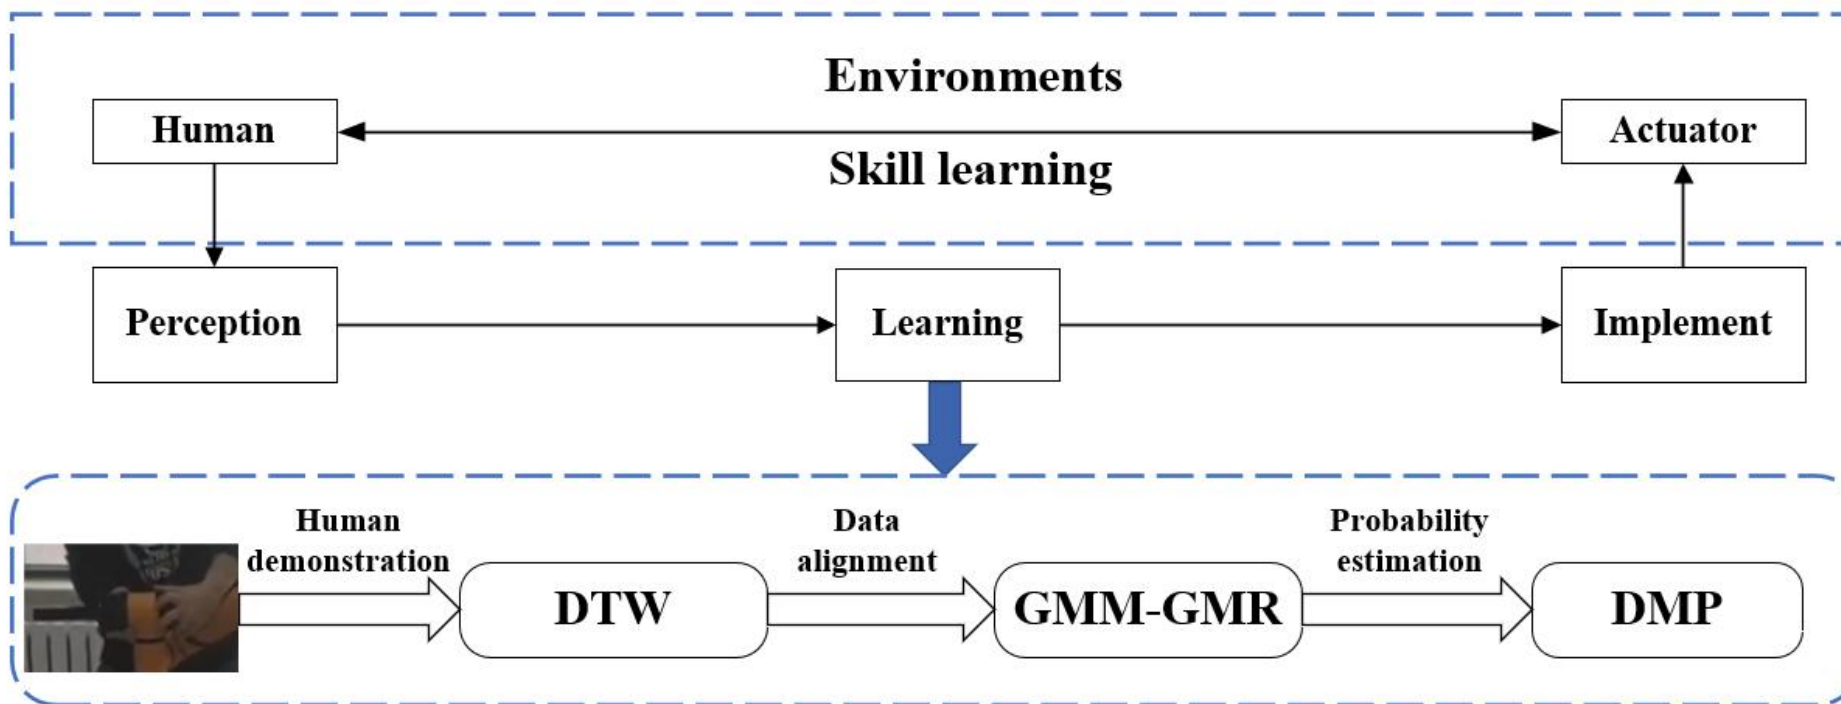 Environments
Human
Actuator
Skill learning
Perception
Learning
Implement
Human
demonstration
Data
alignment
Probability
estimation
DTW
GMM-GMR
DMP